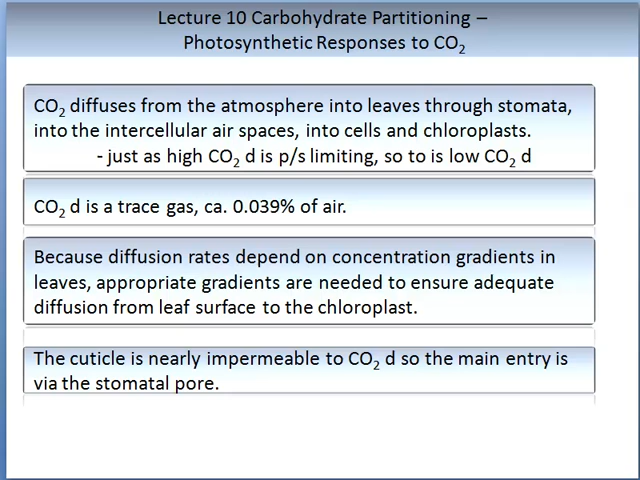 Lecture 10 Carbohydrate Partitioning –
Photosynthetic Responses to CO₂
CO₂ diffuses from the atmosphere into leaves through stomata,
into the intercellular air spaces, into cells and chloroplasts.
- just as high CO₂ d is p/s limiting, so to is low CO₂ d
CO₂ d is a trace gas, ca. 0.039% of air.
Because diffusion rates depend on concentration gradients in
leaves, appropriate gradients are needed to ensure adequate
diffusion from leaf surface to the chloroplast.
The cuticle is nearly impermeable to CO₂ d so the main entry is
via the stomatal pore.